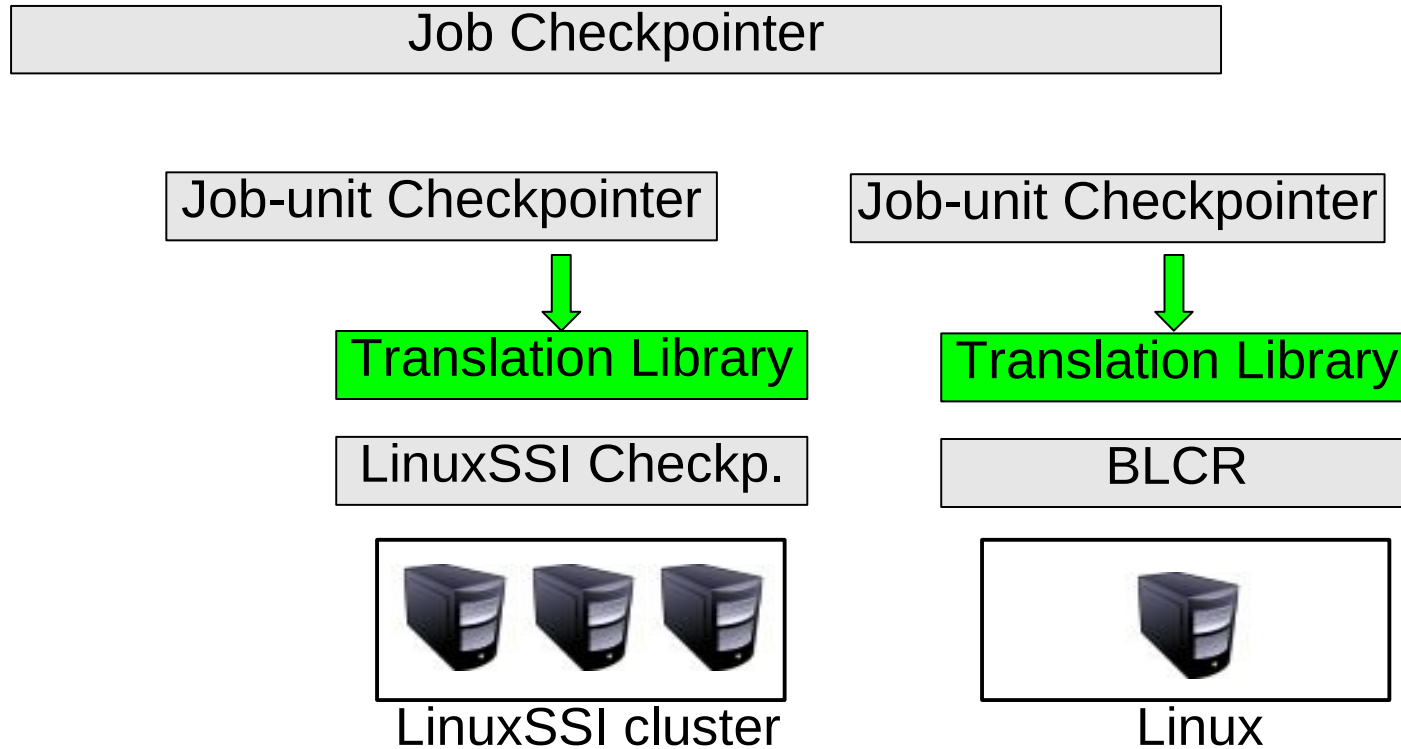 Job Checkpointer
Job-unit Checkpointer
Job-unit Checkpointer
Translation Library
Translation Library
LinuxSSI Checkp.
BLCR
LinuxSSI cluster
Linux